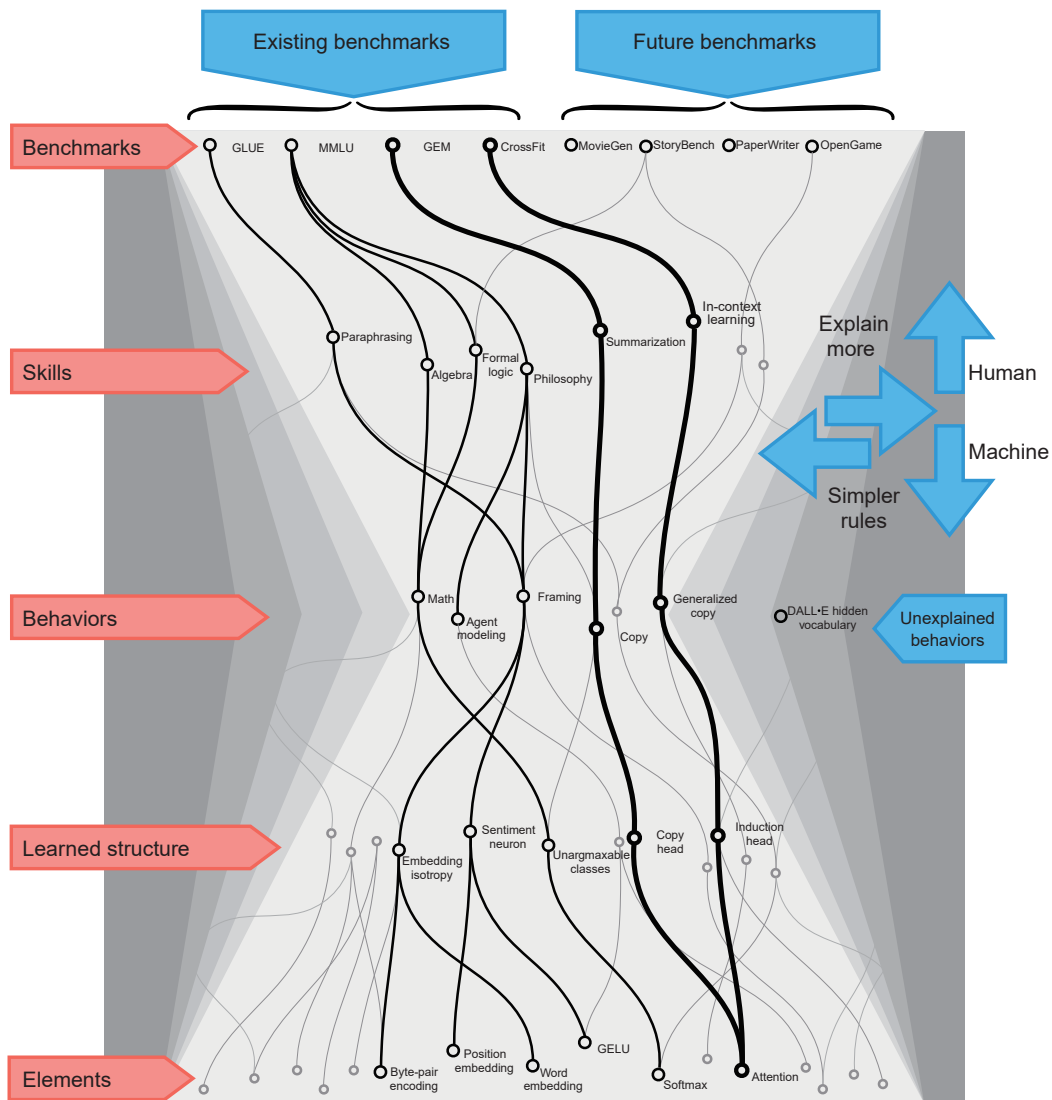 Existing benchmarks
Future benchmarks
Benchmarks
GLUE
MMLU
GEM
CrossFit
MovieGen
StoryBench
PaperWriter
OpenGame
In-context
learning
Explain
more
Paraphrasing
Summarization
Formal
logic
Skills
Algebra
Philosophy
Human
Machine
Simpler
rules
Behaviors
Math
Framing
Generalized
copy
DALL•E hidden
vocabulary
Unexplained
behaviors
Agent
modeling
Copy
Learned structure
Sentiment
neuron
Copy
head
Induction
head
Embedding
isotropy
Unargmaxable
classes
GELU
Position
embedding
Elements
Byte-pair
encoding
Word
embedding
Softmax
Attention